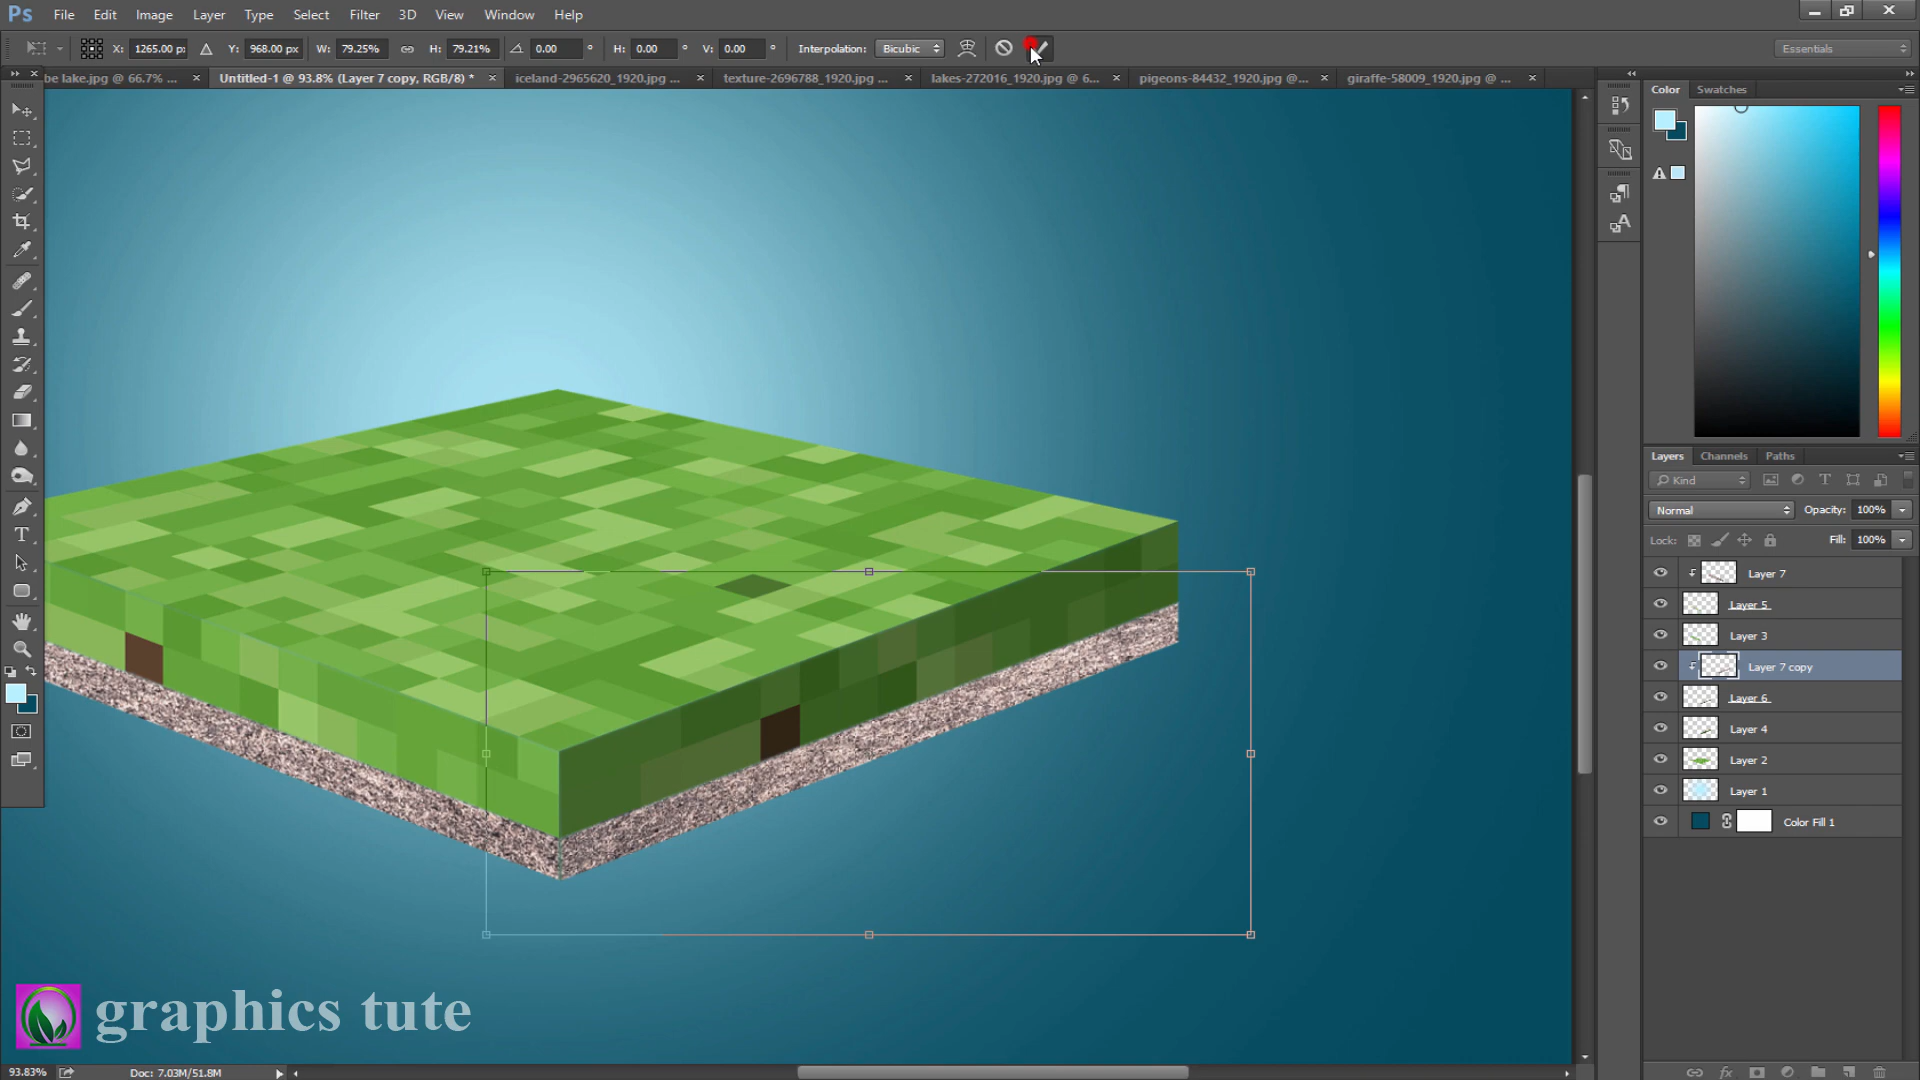 Ps File Edit Image Layer Type Select Filter 3D View Window Help
X: 1265.00 px Y: 968.00 px W: 79.25% H: 79.21% 0.00 ° H: 0.00 ° V: 0.00 ° Interpolation: Bicubic Essentials
be lake.jpg @ 66.7% ... × Untitled-1 @ 93.8% (Layer 7 copy, RGB/8) * × iceland-2965620_1920.jpg ... × texture-2696788_1920.jpg ... × lakes-272016_1920.jpg @ 6... × pigeons-84432_1920.jpg @... × giraffe-58009_1920.jpg @ ... ×
Color Swatches
Layers Channels Paths
Kind
Normal Opacity: 100%
Lock: Fill: 100%
Layer 7
Layer 5
Layer 3
Layer 7 copy
Layer 6
Layer 4
Layer 2
Layer 1
Color Fill 1
graphics tute
93.83% Doc: 7.03M/51.8M